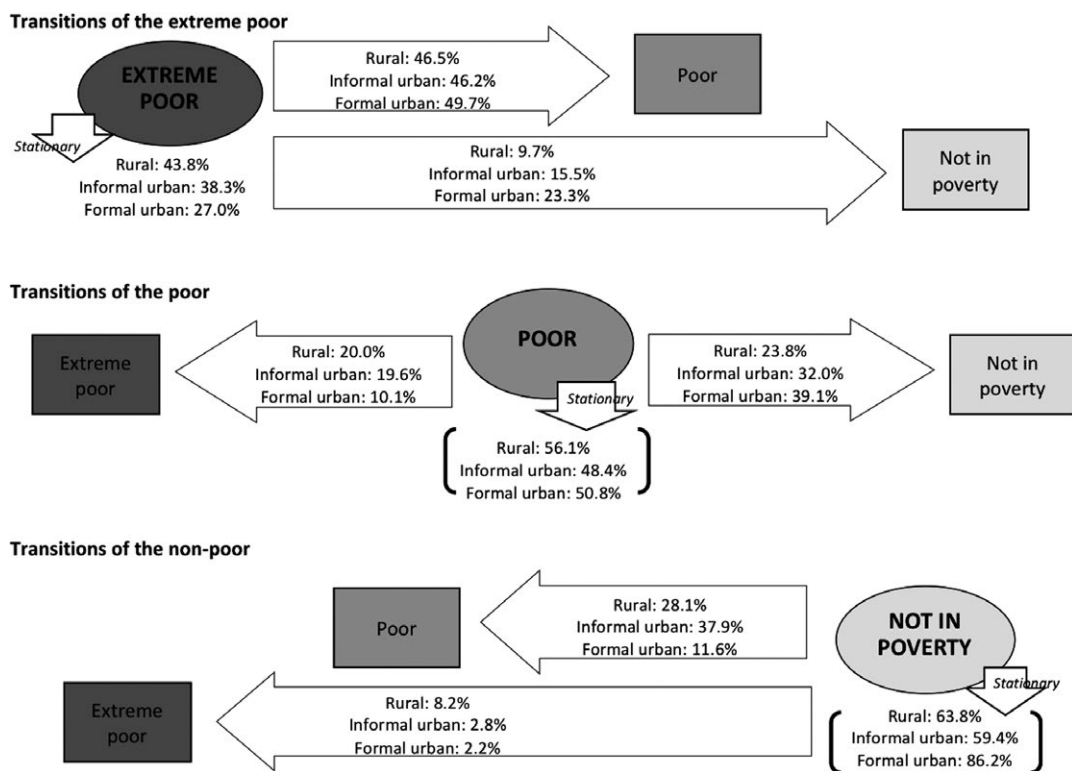 Transitions of the extreme poor
EXTREME
POOR
Stationary
Rural: 43.8%
Informal urban: 38.3%
Formal urban: 27.0%
Rural: 46.5%
Informal urban: 46.2%
Formal urban: 49.7%
Poor
Rural: 9.7%
Informal urban: 15.5%
Formal urban: 23.3%
Not in
poverty
Transitions of the poor
Extreme
poor
Rural: 20.0%
Informal urban: 19.6%
Formal urban: 10.1%
POOR
Stationary
Rural: 56.1%
Informal urban: 48.4%
Formal urban: 50.8%
Rural: 23.8%
Informal urban: 32.0%
Formal urban: 39.1%
Not in
poverty
Transitions of the non-poor
Poor
Rural: 28.1%
Informal urban: 37.9%
Formal urban: 11.6%
NOT IN
POVERTY
Stationary
Extreme
poor
Rural: 8.2%
Informal urban: 2.8%
Formal urban: 2.2%
Rural: 63.8%
Informal urban: 59.4%
Formal urban: 86.2%